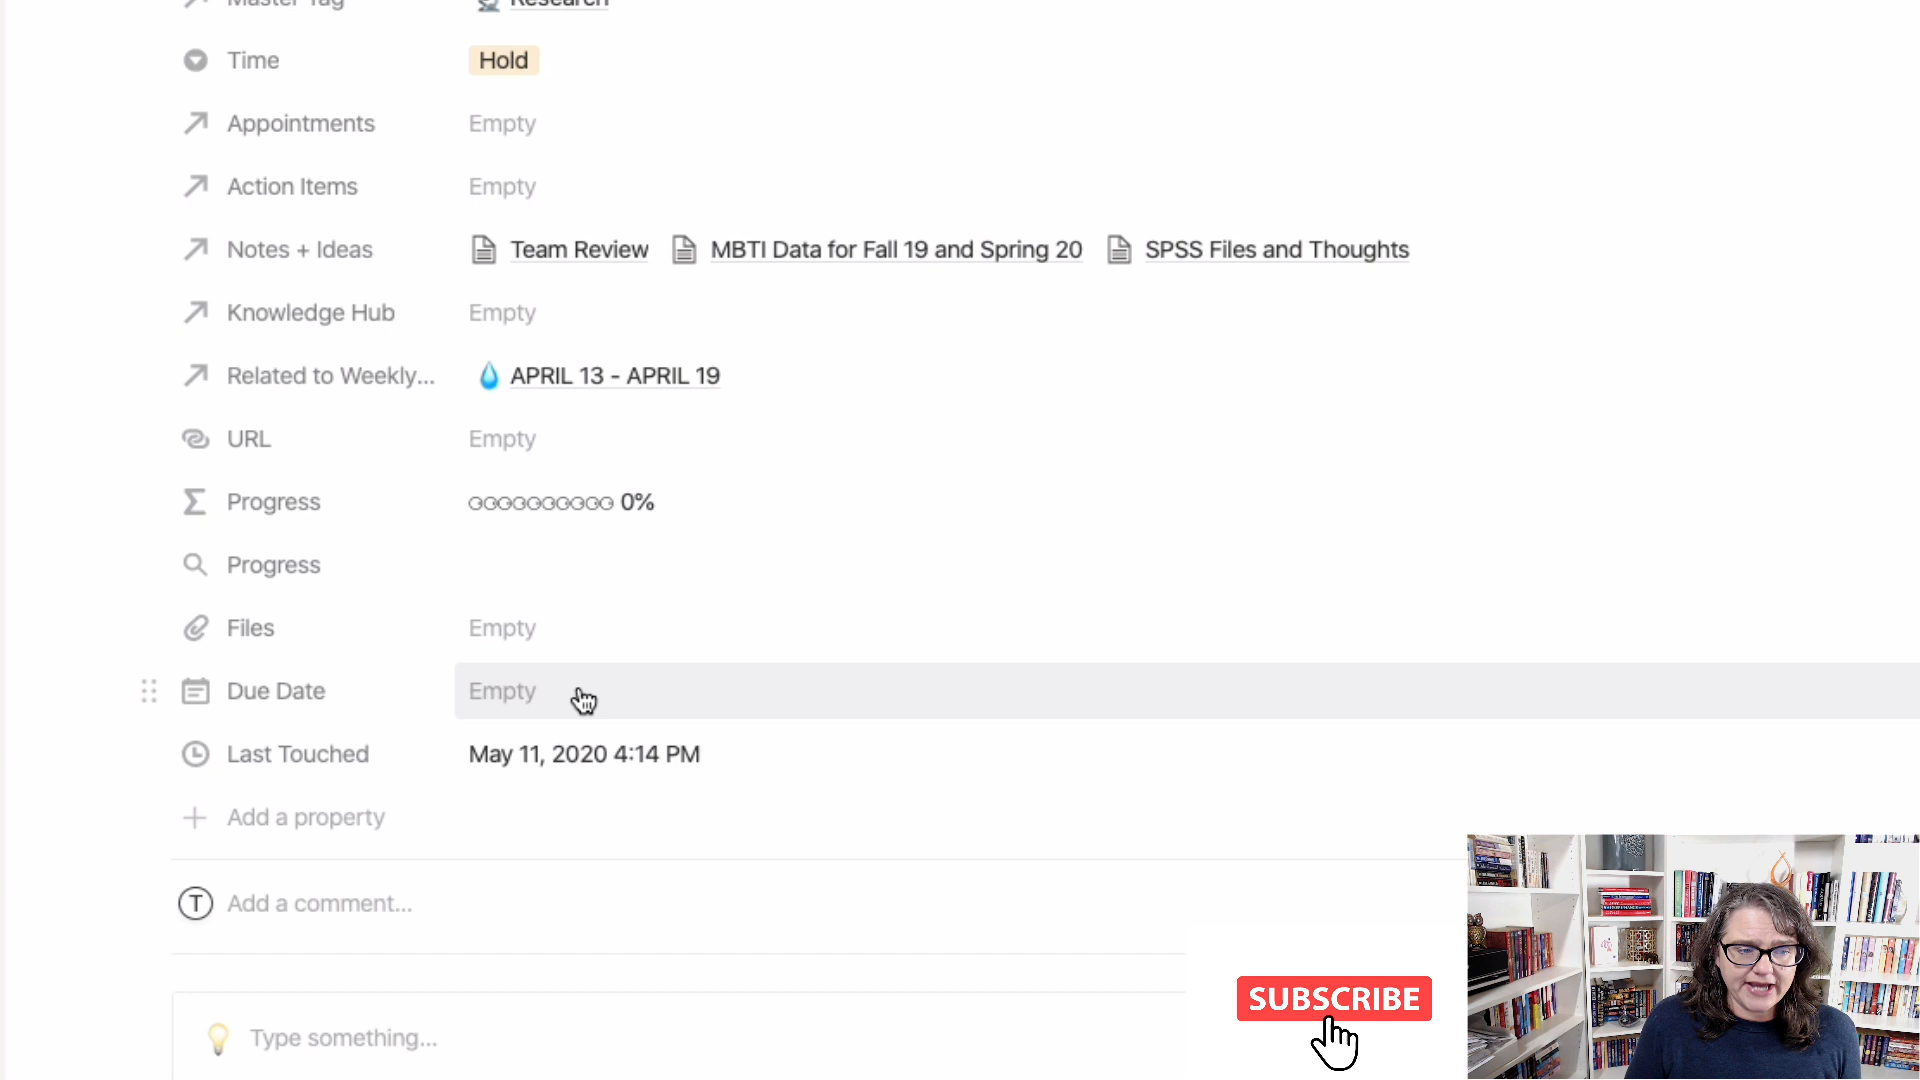 Master Tag Research
Time Hold
Appointments Empty
Action Items Empty
Notes + Ideas Team Review MBTI Data for Fall 19 and Spring 20 SPSS Files and Thoughts
Knowledge Hub Empty
Related to Weekly... APRIL 13 - APRIL 19
URL Empty
Progress 0%
Progress
Files Empty
Due Date Empty
Last Touched May 11, 2020 4:14 PM
Add a property
T Add a comment...
SUBSCRIBE
Type something...